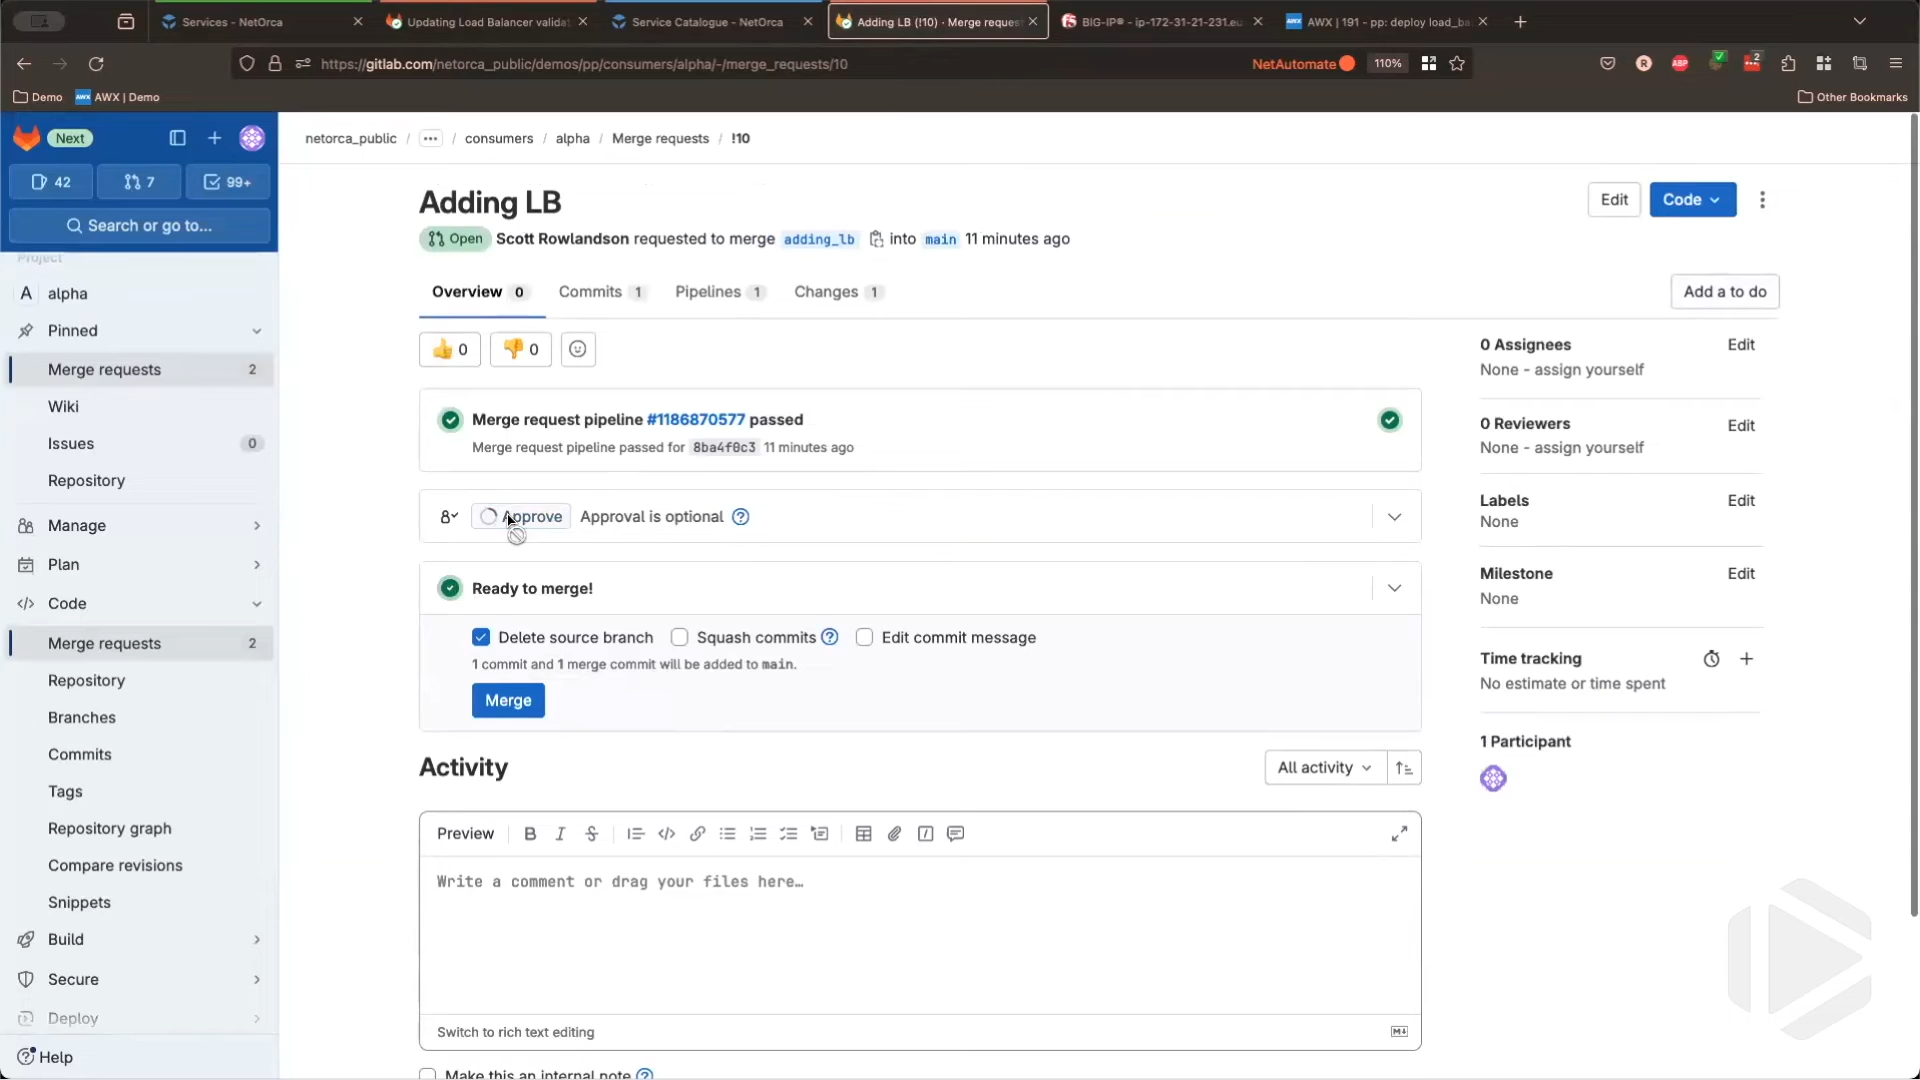 Services - NetOrca
Updating Load Balancer validat
Service Catalogue - NetOrca
Adding LB (!10) · Merge reques
BIG-IP® - ip-172-31-21-231.eu
AWX | 191 - pp: deploy load_ba
https://gitlab.com/netorca_public/demos/pp/consumers/alpha/-/merge_requests/10
NetAutomate
110%
R
ABP
2
Demo
AWX | Demo
Other Bookmarks
Next
42
7
99+
Search or go to...
Project
A alpha
Pinned
Merge requests 2
Wiki
Issues 0
Repository
Manage
Plan
Code
Merge requests 2
Repository
Branches
Commits
Tags
Repository graph
Compare revisions
Snippets
Build
Secure
Deploy
Help
netorca_public / ... / consumers / alpha / Merge requests / !10
Adding LB
Edit
Code
Open Scott Rowlandson requested to merge adding_lb into main 11 minutes ago
Overview 0
Commits 1
Pipelines 1
Changes 1
Add a to do
0
0
Merge request pipeline #1186870577 passed
Merge request pipeline passed for 8ba4f0c3 11 minutes ago
Approve Approval is optional
Ready to merge!
Delete source branch
Squash commits
Edit commit message
1 commit and 1 merge commit will be added to main.
Merge
Activity
All activity
Preview
Write a comment or drag your files here…
Switch to rich text editing
Make this an internal note
0 Assignees Edit
None - assign yourself
0 Reviewers Edit
None - assign yourself
Labels Edit
None
Milestone Edit
None
Time tracking
No estimate or time spent
1 Participant